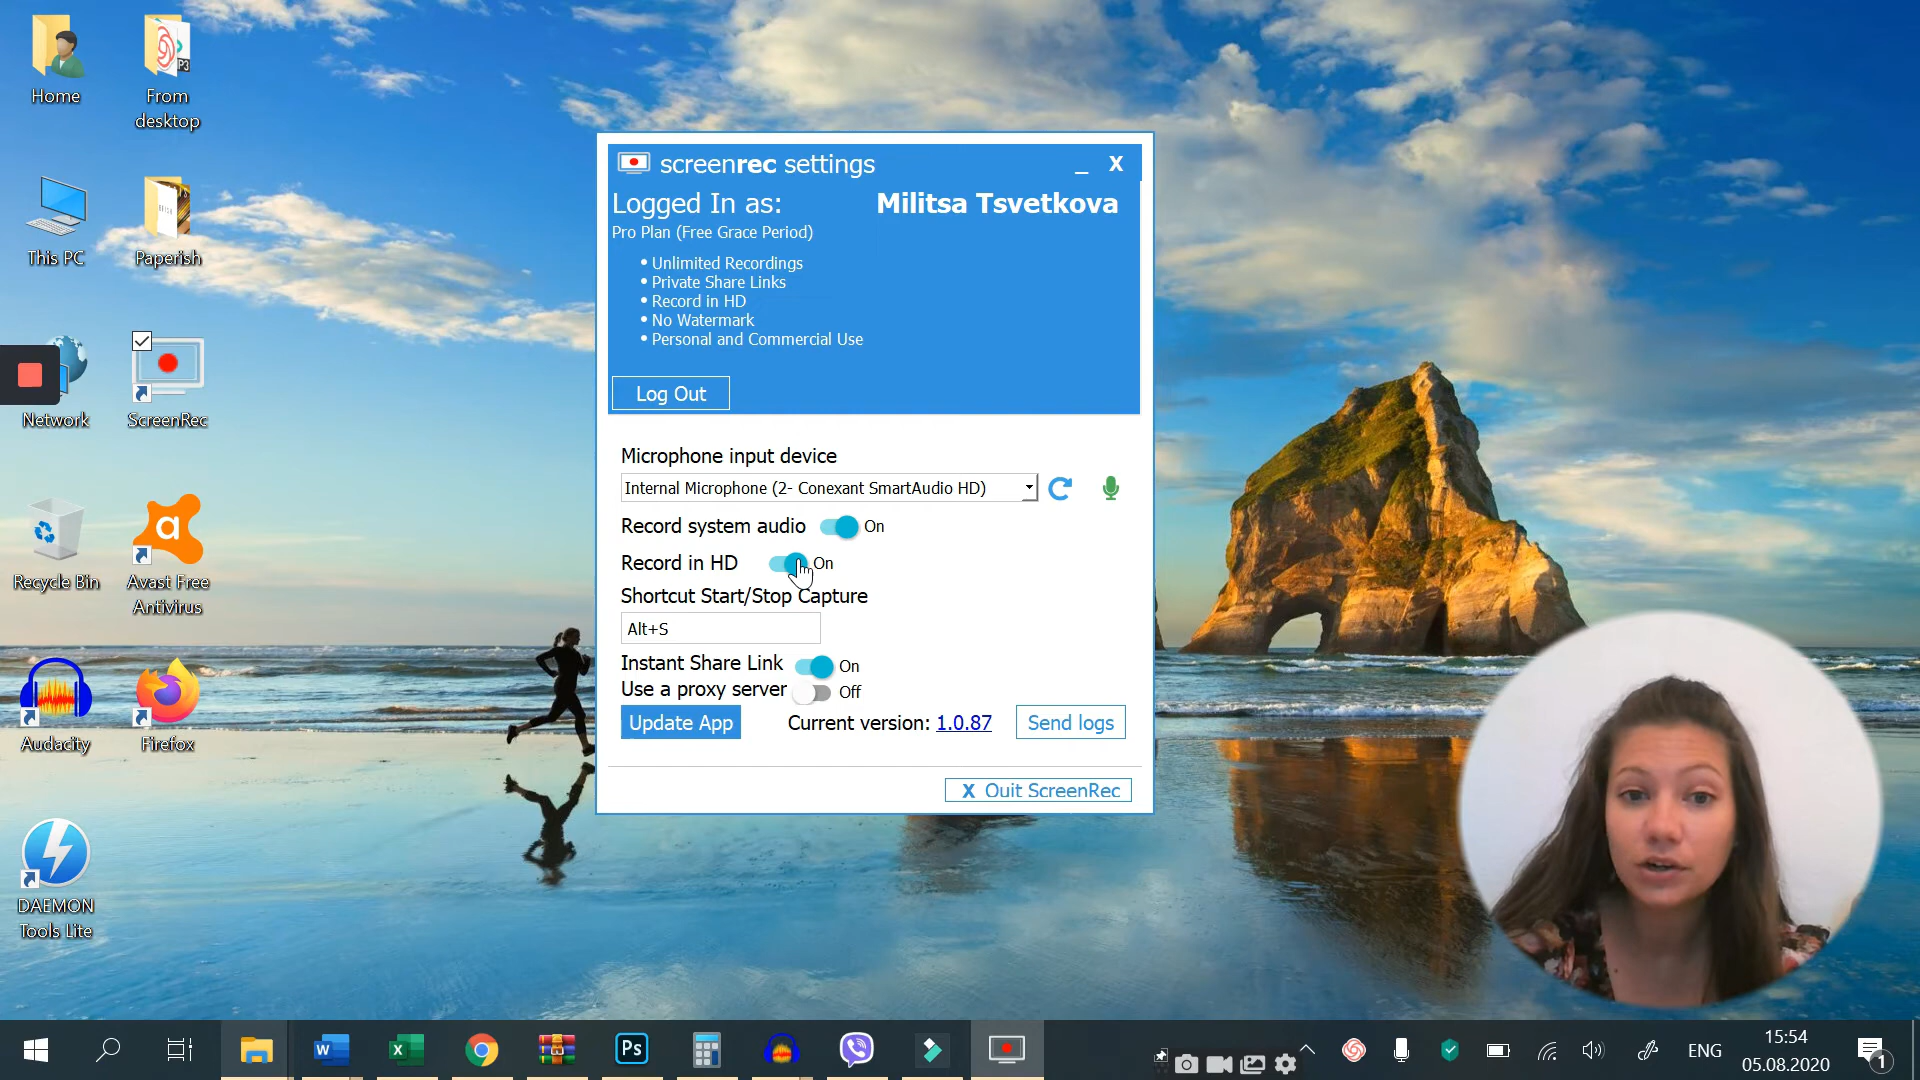 Home
From
desktop
This PC
Paperish
Network
ScreenRec
Recycle Bin
Avast Free
Antivirus
Audacity
Firefox
DAEMON
Tools Lite
screenrec settings
_ X
Logged In as: Militsa Tsvetkova
Pro Plan (Free Grace Period)
• Unlimited Recordings
• Private Share Links
• Record in HD
• No Watermark
• Personal and Commercial Use
Log Out
Microphone input device
Internal Microphone (2- Conexant SmartAudio HD)
Record system audio On
Record in HD On
Shortcut Start/Stop Capture
Alt+S
Instant Share Link On
Use a proxy server Off
Update App Current version: 1.0.87 Send logs
X Quit ScreenRec
W X Ps ENG 15:54
05.08.2020
1